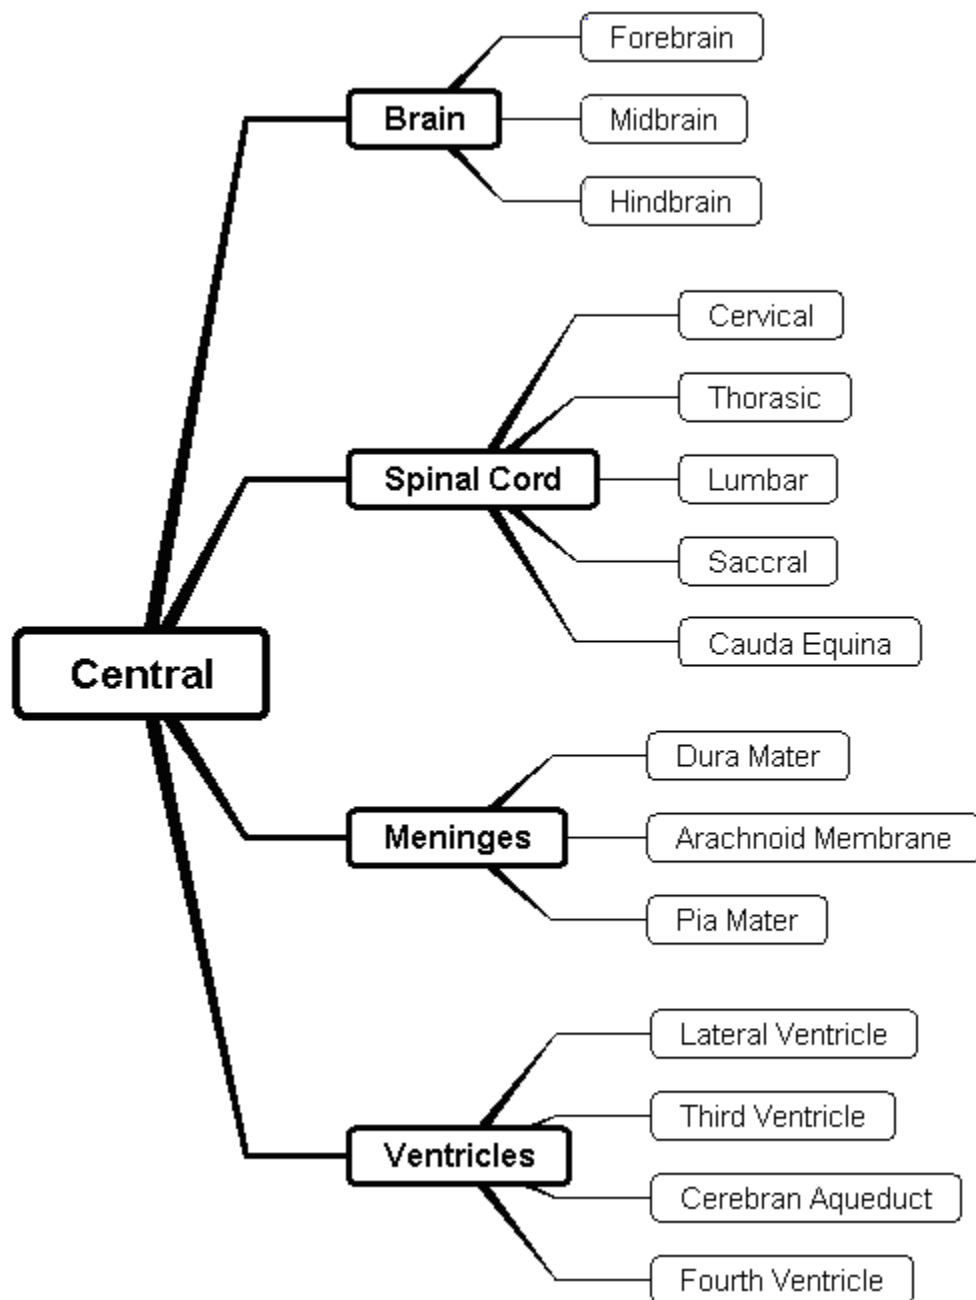 Forebrain
Brain
Midbrain
Hindbrain
Cervical
Thorasic
Spinal Cord
Lumbar
Saccral
Cauda Equina
Central
Dura Mater
Meninges
Arachnoid Membrane
Pia Mater
Lateral Ventricle
Third Ventricle
Ventricles
Cerebran Aqueduct
Fourth Ventricle